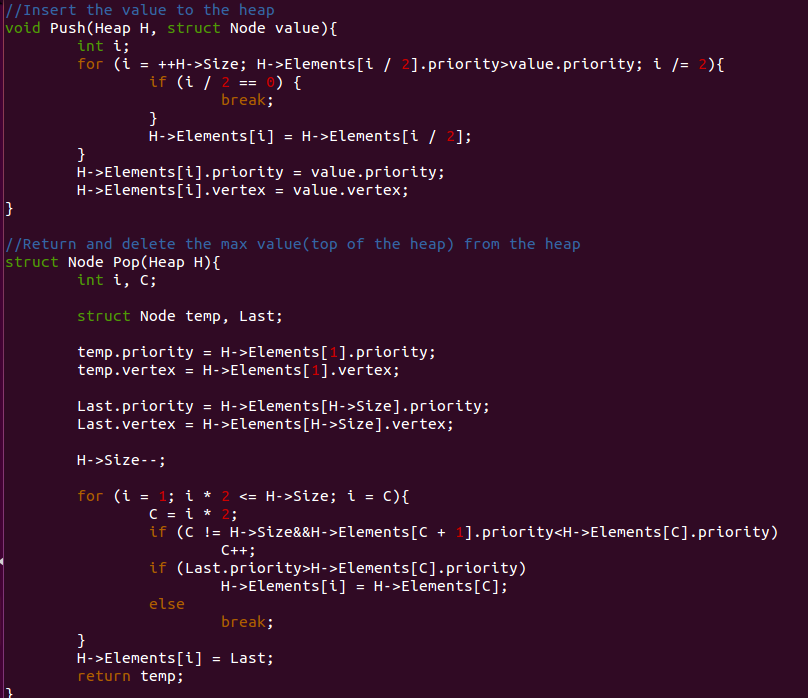 //Insert the value to the heap
void Push(Heap H, struct Node value){
        int i;
        for (i = ++H->Size; H->Elements[i / 2].priority>value.priority; i /= 2){
                if (i / 2 == 0) {
                        break;
                }
                H->Elements[i] = H->Elements[i / 2];
        }
        H->Elements[i].priority = value.priority;
        H->Elements[i].vertex = value.vertex;
}

//Return and delete the max value(top of the heap) from the heap
struct Node Pop(Heap H){
        int i, C;

        struct Node temp, Last;

        temp.priority = H->Elements[1].priority;
        temp.vertex = H->Elements[1].vertex;

        Last.priority = H->Elements[H->Size].priority;
        Last.vertex = H->Elements[H->Size].vertex;

        H->Size--;

        for (i = 1; i * 2 <= H->Size; i = C){
                C = i * 2;
                if (C != H->Size&&H->Elements[C + 1].priority<H->Elements[C].priority)
                        C++;
                if (Last.priority>H->Elements[C].priority)
                        H->Elements[i] = H->Elements[C];
                else
                        break;
        }
        H->Elements[i] = Last;
        return temp;
}